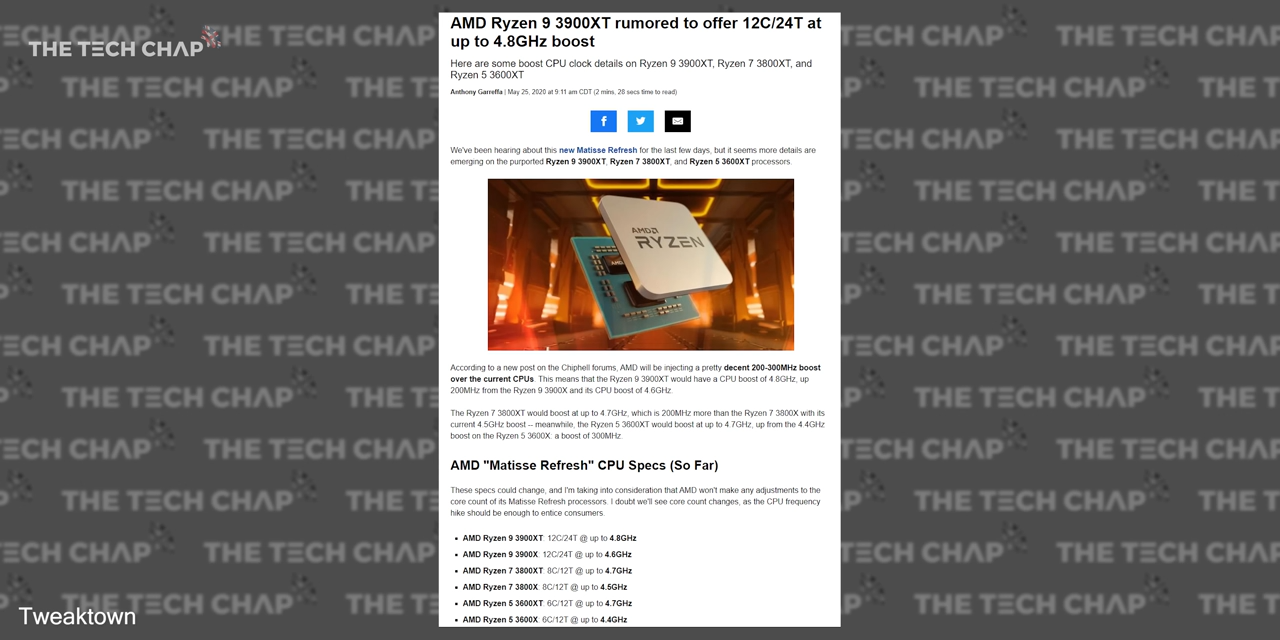 THE TECH CHAP
AMD Ryzen 9 3900XT rumored to offer 12C/24T at
up to 4.8GHz boost
Here are some boost CPU clock details on Ryzen 9 3900XT, Ryzen 7 3800XT, and
Ryzen 5 3600XT
Anthony Garreffa | May 25, 2020 at 9:11 am CDT (2 mins, 28 secs time to read)
We've been hearing about this new Matisse Refresh for the last few days, but it seems more details are
emerging on the purported Ryzen 9 3900XT, Ryzen 7 3800XT, and Ryzen 5 3600XT processors.
AMD
RYZEN
According to a new post on the Chiphell forums, AMD will be injecting a pretty decent 200-300MHz boost
over the current CPUs. This means that the Ryzen 9 3900XT would have a CPU boost of 4.8GHz, up
200MHz from the Ryzen 9 3900X and its CPU boost of 4.6GHz.
The Ryzen 7 3800XT would boost at up to 4.7GHz, which is 200MHz more than the Ryzen 7 3800X with its
current 4.5GHz boost -- meanwhile, the Ryzen 5 3600XT would boost at up to 4.7GHz, up from the 4.4GHz
boost on the Ryzen 5 3600X: a boost of 300MHz.
AMD "Matisse Refresh" CPU Specs (So Far)
These specs could change, and I'm taking into consideration that AMD won't make any adjustments to the
core count of its Matisse Refresh processors. I doubt we'll see core count changes, as the CPU frequency
hike should be enough to entice consumers.
AMD Ryzen 9 3900XT: 12C/24T @ up to 4.8GHz
AMD Ryzen 9 3900X: 12C/24T @ up to 4.6GHz
AMD Ryzen 7 3800XT: 8C/12T @ up to 4.7GHz
AMD Ryzen 7 3800X: 8C/12T @ up to 4.5GHz
AMD Ryzen 5 3600XT: 6C/12T @ up to 4.7GHz
AMD Ryzen 5 3600X: 6C/12T @ up to 4.4GHz
Tweaktown